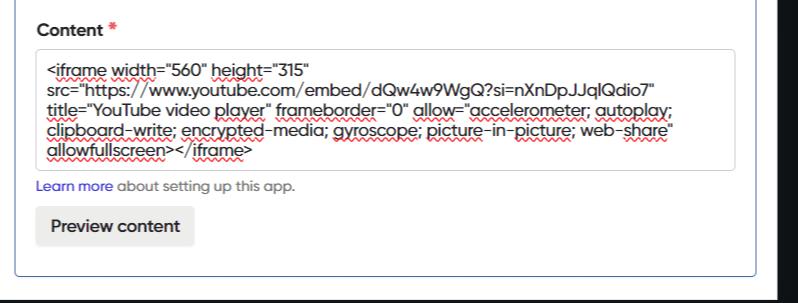 Content *
<iframe width="560" height="315"
src="https://www.youtube.com/embed/dQw4w9WgQ?si=nXnDpJJqlQdio7"
title="YouTube video player" frameborder="0" allow="accelerometer; autoplay;
clipboard-write; encrypted-media; gyroscope; picture-in-picture; web-share"
allowfullscreen></iframe>
Learn more about setting up this app.
Preview content